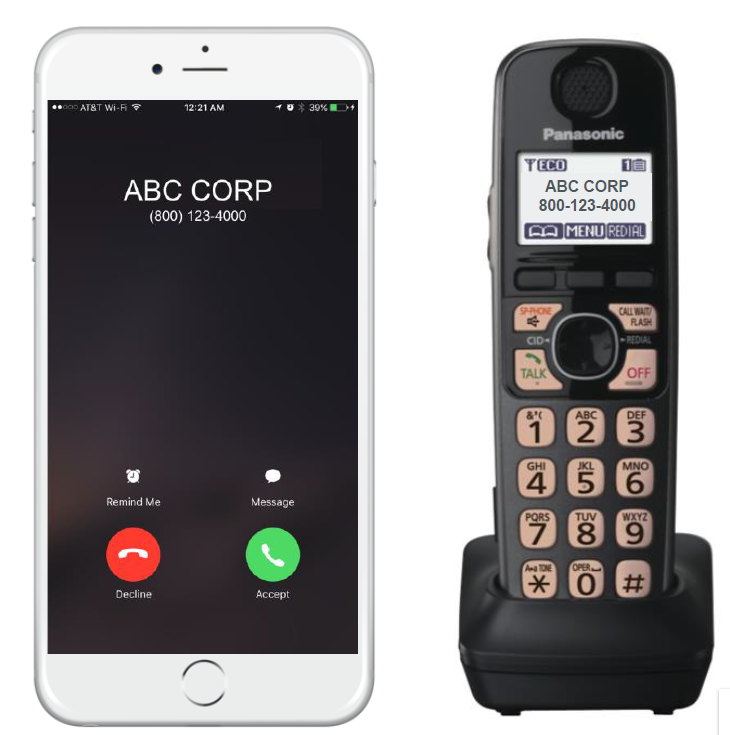 AT&T Wi-Fi 12:21 AM 39%
ABC CORP
(800) 123-4000
Remind Me Message
Decline Accept
Panasonic
ECO 1
ABC CORP
800-123-4000
MENU REDIAL
SP-PHONE CALL WAIT/
FLASH
CID REDIAL
TALK OFF
&'( ABC DEF
1 2 3
GHI JKL MNO
4 5 6
PQRS TUV WXYZ
7 8 9
TONE OPER
* 0 #